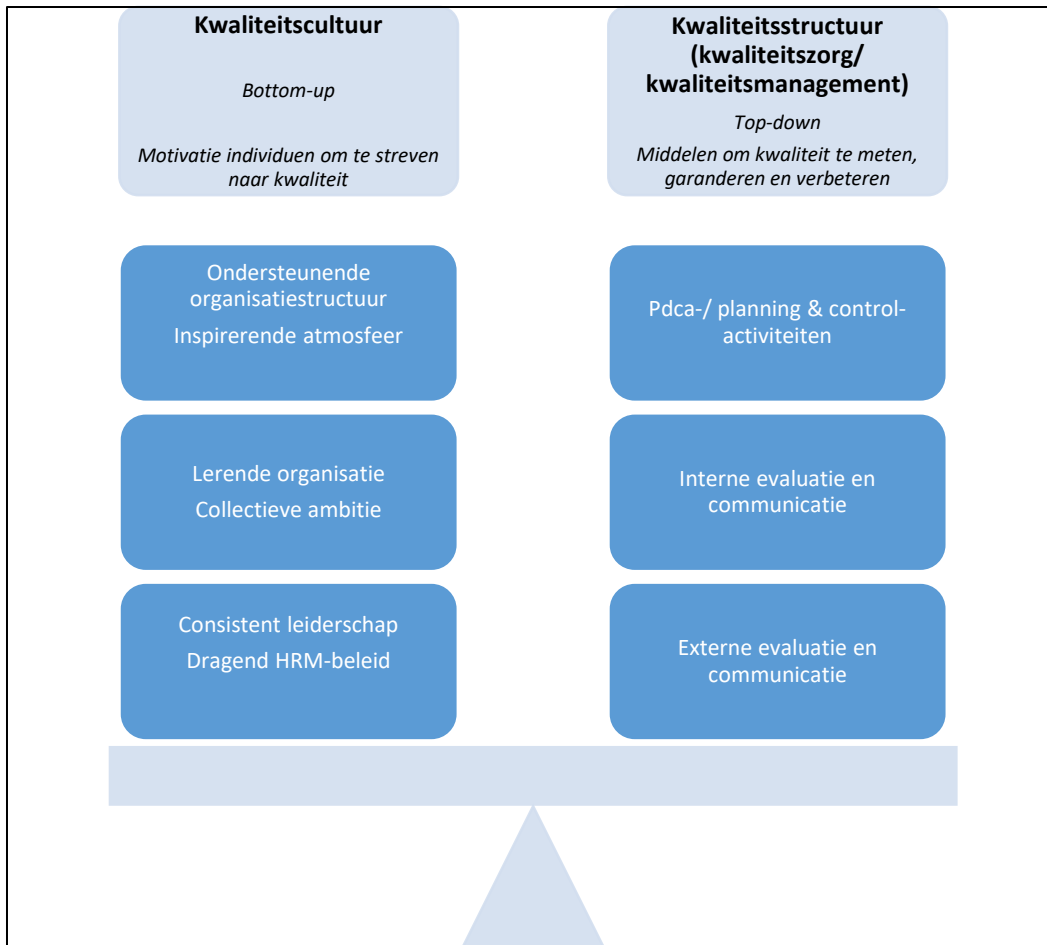 Kwaliteitscultuur
Bottom-up
Motivatie individuen om te streven
naar kwaliteit
Kwaliteitsstructuur
(kwaliteitszorg/
kwaliteitsmanagement)
Top-down
Middelen om kwaliteit te meten,
garanderen en verbeteren
Ondersteunende
organisatiestructuur
Inspirerende atmosfeer
Pdca-/ planning & control-
activiteiten
Lerende organisatie
Collectieve ambitie
Interne evaluatie en
communicatie
Consistent leiderschap
Dragend HRM-beleid
Externe evaluatie en
communicatie